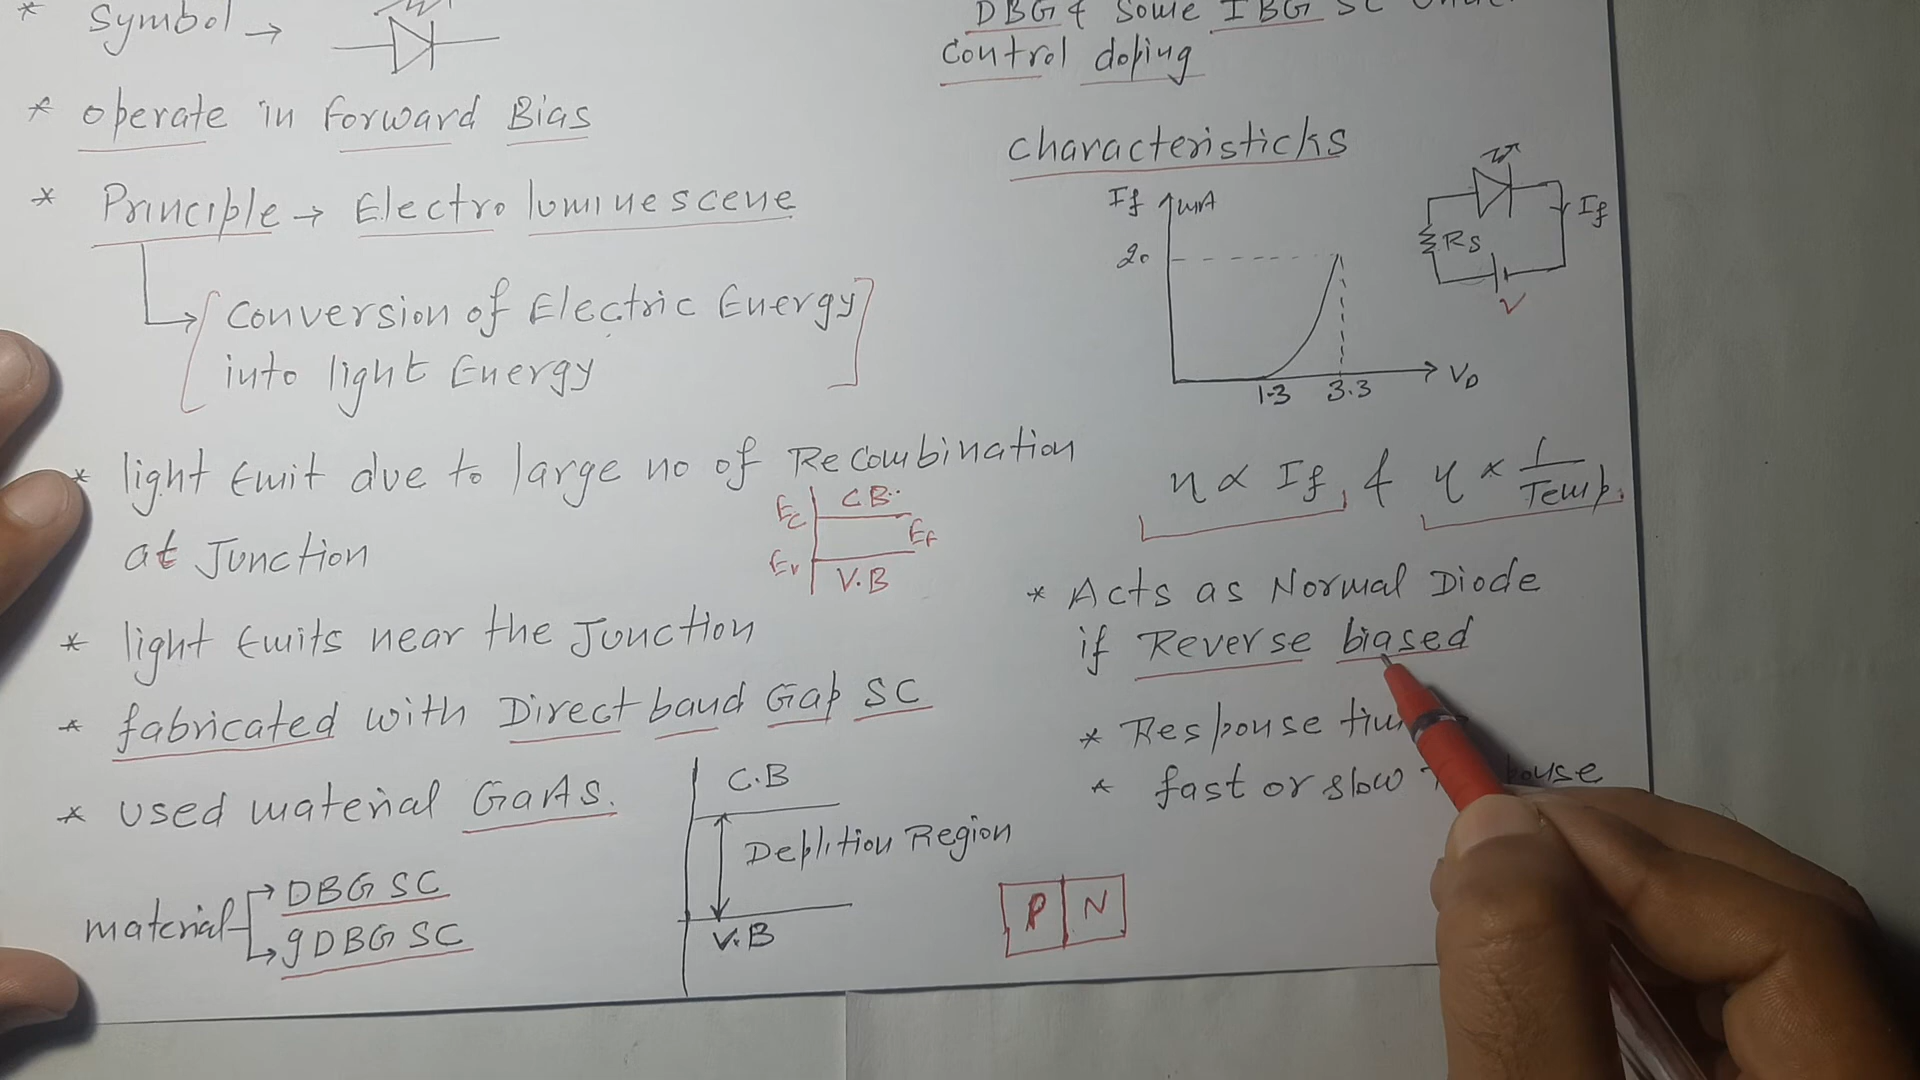 * Symbol →
* operate in forward Bias
* Principle → Electro luminescene
conversion of Electric Energy
into light Energy
* light Emit due to large no of Recombination
at Junction
Ec C B.
Ef
Ev V.B
* light Emits near the Junction
* fabricated with Direct band Gap SC
* used material GaAs.
material DBG SC
gDBG SC
C.B
Deplition Region
V.B
DBG & Some IBG SC
control doping
characteristicks
If mA
20
1.3 3.3 VD
Rs If
V
η ∝ If, & η ∝ 1/Temp.
* Acts as Normal Diode
if Reverse biased
* Response
* fast or slow
P N